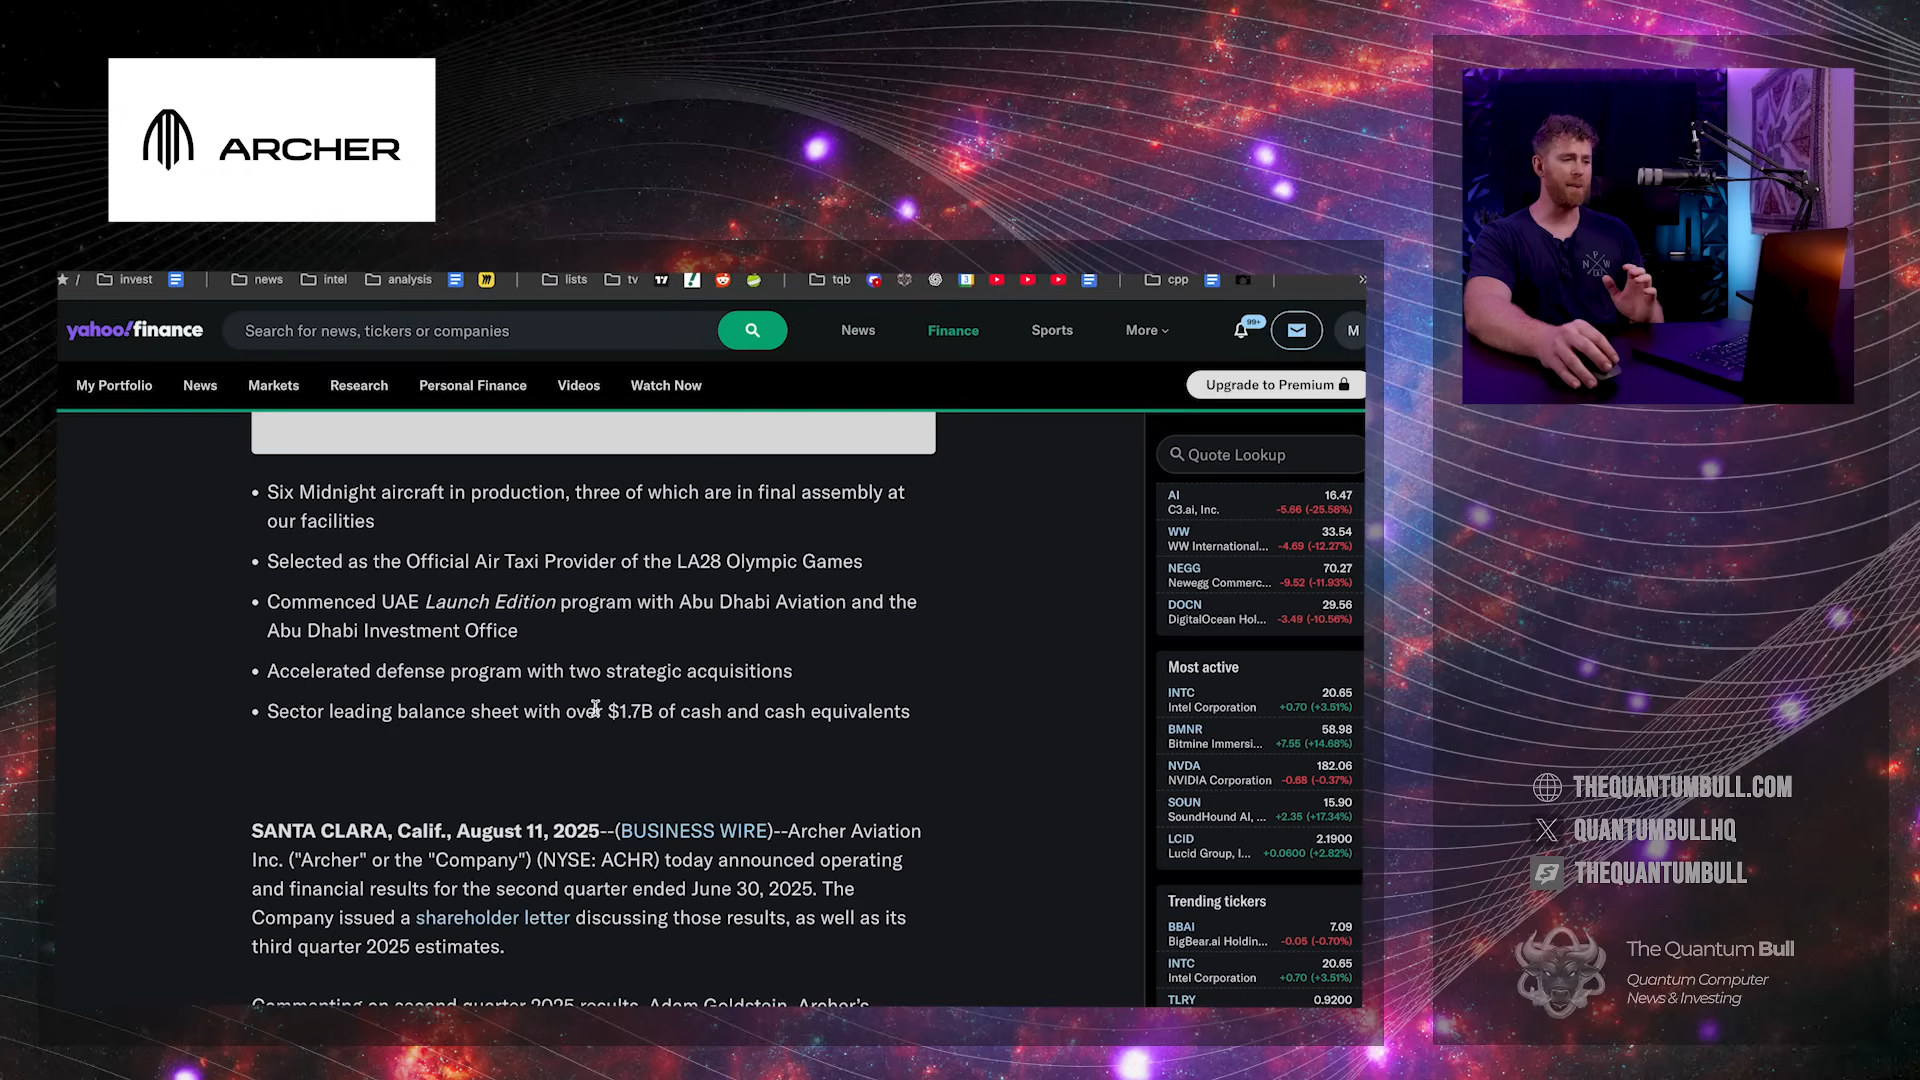 ARCHER
/ invest news intel analysis lists tv tqb cpp
yahoo!finance
Search for news, tickers or companies
News Finance Sports More
99+
M
My Portfolio News Markets Research Personal Finance Videos Watch Now
Upgrade to Premium
• Six Midnight aircraft in production, three of which are in final assembly at
our facilities
• Selected as the Official Air Taxi Provider of the LA28 Olympic Games
• Commenced UAE Launch Edition program with Abu Dhabi Aviation and the
Abu Dhabi Investment Office
• Accelerated defense program with two strategic acquisitions
• Sector leading balance sheet with over $1.7B of cash and cash equivalents
SANTA CLARA, Calif., August 11, 2025--(BUSINESS WIRE)--Archer Aviation
Inc. ("Archer" or the "Company") (NYSE: ACHR) today announced operating
and financial results for the second quarter ended June 30, 2025. The
Company issued a shareholder letter discussing those results, as well as its
third quarter 2025 estimates.
Commenting on second quarter 2025 results, Adam Goldstein, Archer's
Quote Lookup
AI 16.47
C3.ai, Inc. -5.66 (-25.58%)
WW 33.54
WW International... -4.69 (-12.27%)
NEGG 70.27
Newegg Commerc... -9.52 (-11.93%)
DOCN 29.56
DigitalOcean Hol... -3.49 (-10.56%)
Most active
INTC 20.65
Intel Corporation +0.70 (+3.51%)
BMNR 58.98
Bitmine Immersi... +7.55 (+14.68%)
NVDA 182.06
NVIDIA Corporation -0.68 (-0.37%)
SOUN 15.90
SoundHound AI, ... +2.35 (+17.34%)
LCID 2.1900
Lucid Group, I... +0.0600 (+2.82%)
Trending tickers
BBAI 7.09
BigBear.ai Holdin... -0.05 (-0.70%)
INTC 20.65
Intel Corporation +0.70 (+3.51%)
TLRY 0.9200
P
N W
THEQUANTUMBULL.COM
QUANTUMBULLHQ
THEQUANTUMBULL
The Quantum Bull
Quantum Computer
News & Investing